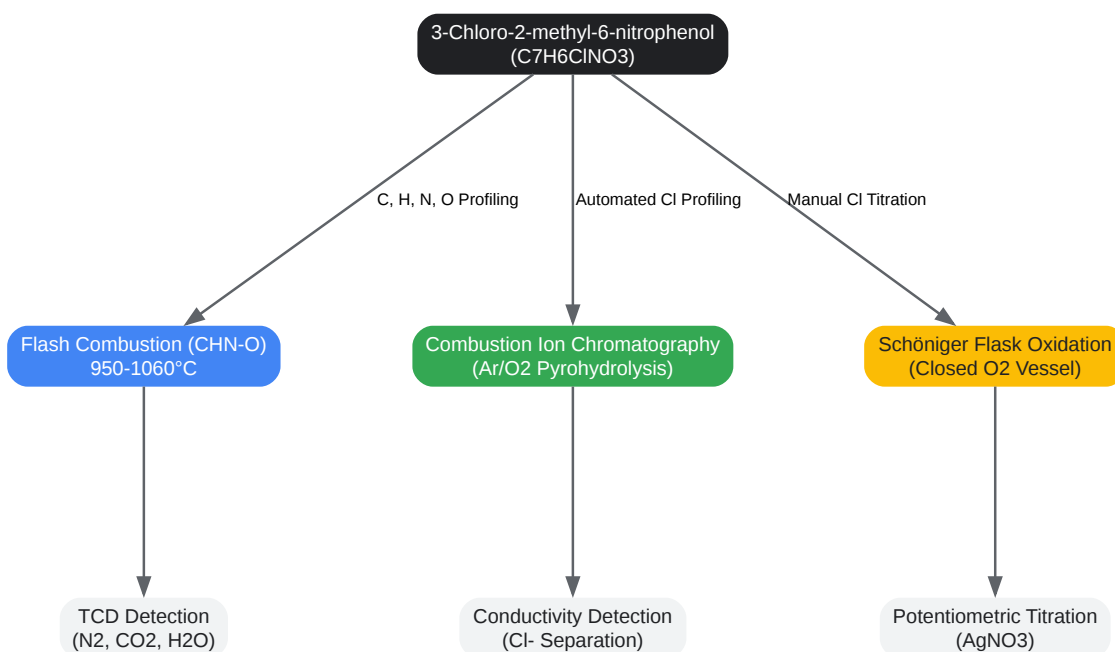 3-Chloro-2-methyl-6-nitrophenol
(C7H6ClNO3)
C, H, N, O Profiling
Automated Cl Profiling
Manual Cl Titration
Flash Combustion (CHN-O)
950-1060°C
Combustion Ion Chromatography
(Ar/O2 Pyrohydrolysis)
Schöniger Flask Oxidation
(Closed O2 Vessel)
TCD Detection
(N2, CO2, H2O)
Conductivity Detection
(Cl- Separation)
Potentiometric Titration
(AgNO3)